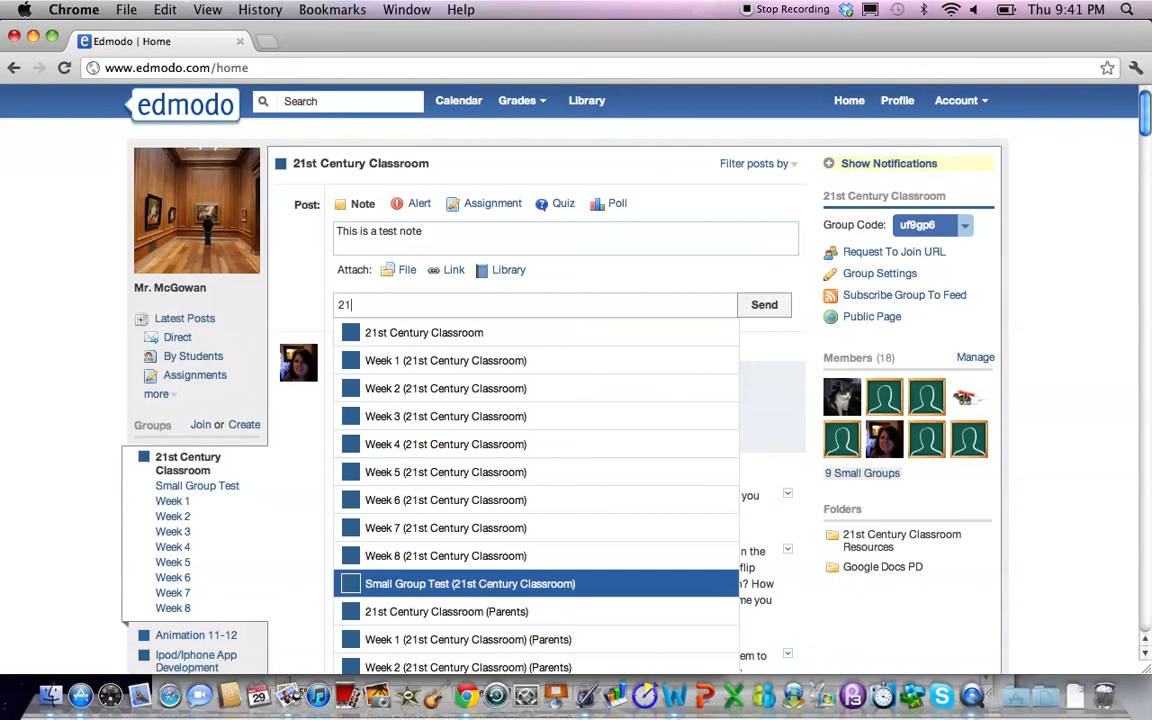 Chrome File Edit View History Bookmarks Window Help Stop Recording Thu 9:41 PM
Edmodo | Home
www.edmodo.com/home
edmodo Search Calendar Grades Library Home Profile Account
21st Century Classroom Filter posts by
Show Notifications
Post: Note Alert Assignment Quiz Poll
This is a test note
Attach: File Link Library
21 Send
21st Century Classroom
Week 1 (21st Century Classroom)
Week 2 (21st Century Classroom)
Week 3 (21st Century Classroom)
Week 4 (21st Century Classroom)
Week 5 (21st Century Classroom)
Week 6 (21st Century Classroom)
Week 7 (21st Century Classroom)
Week 8 (21st Century Classroom)
Small Group Test (21st Century Classroom)
21st Century Classroom (Parents)
Week 1 (21st Century Classroom) (Parents)
Week 2 (21st Century Classroom) (Parents)
you
n the
flip
? How
me you
em to
Mr. McGowan
Latest Posts
Direct
By Students
Assignments
more
Groups Join or Create
21st Century
Classroom
Small Group Test
Week 1
Week 2
Week 3
Week 4
Week 5
Week 6
Week 7
Week 8
Animation 11-12
Ipod/Iphone App
Development
21st Century Classroom
Group Code: uf9gp6
Request To Join URL
Group Settings
Subscribe Group To Feed
Public Page
Members (18) Manage
9 Small Groups
Folders
21st Century Classroom
Resources
Google Docs PD